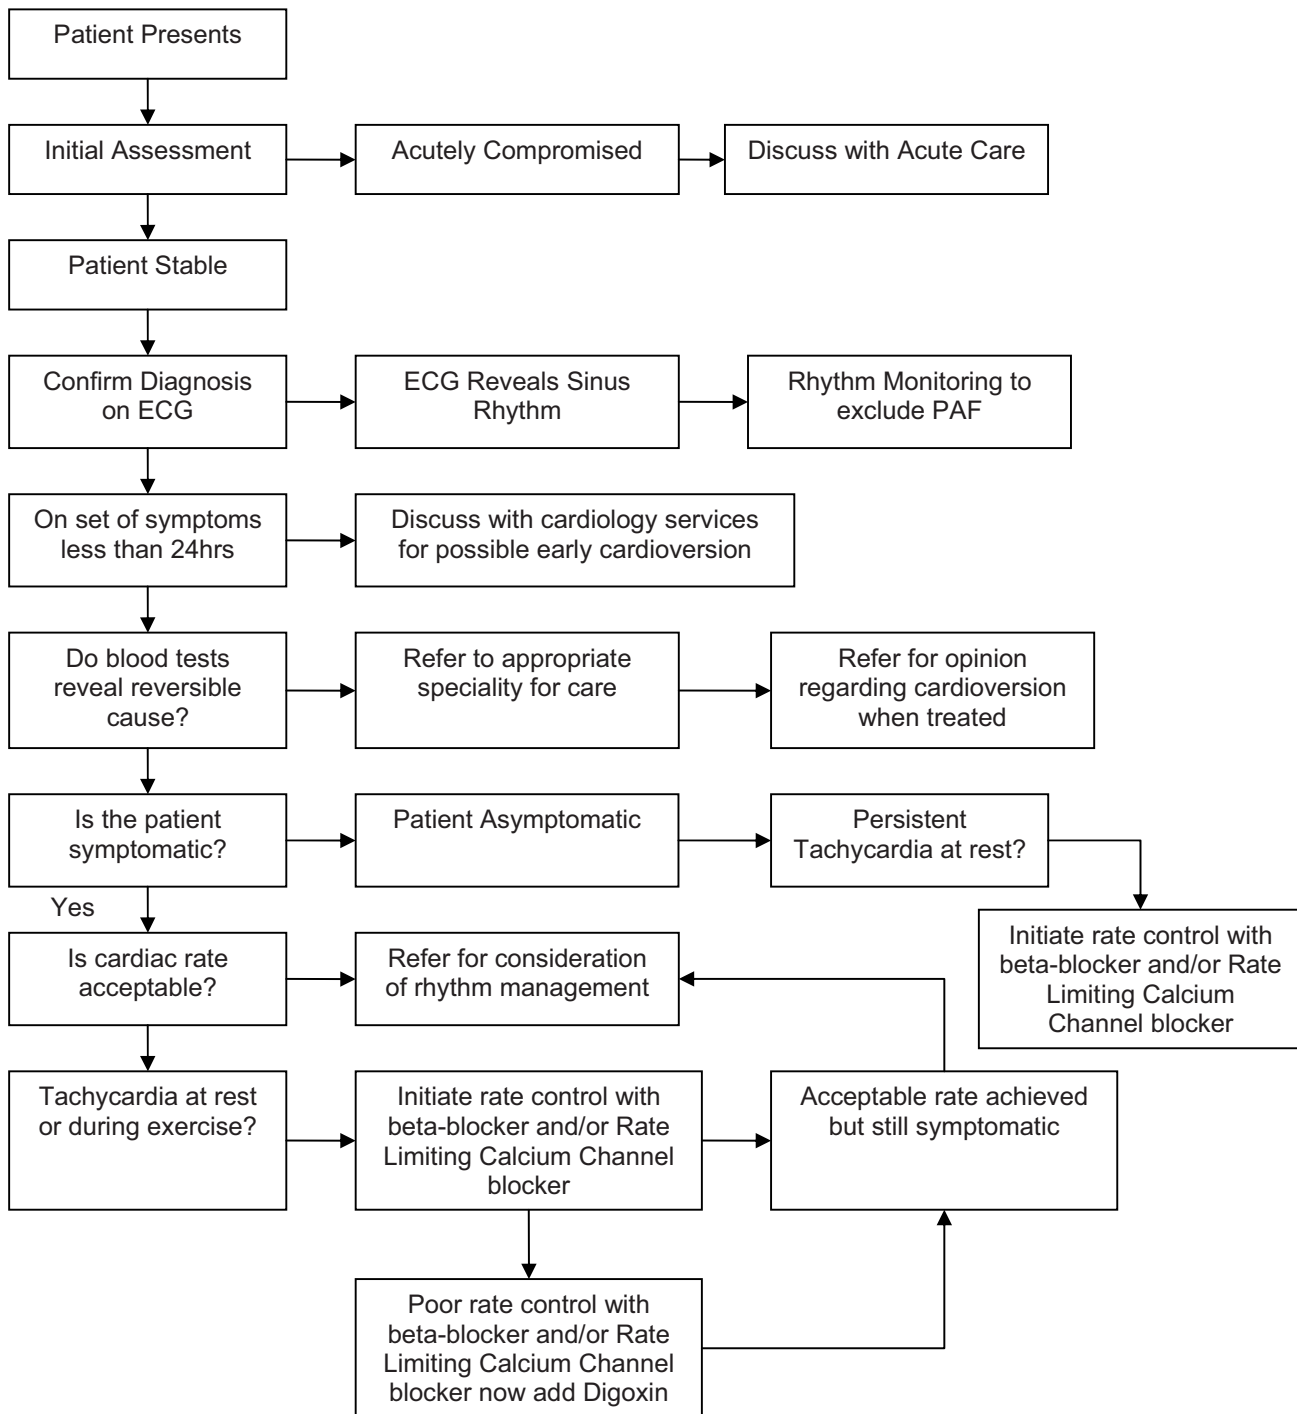 Patient Presents
Initial Assessment
Acutely Compromised
Discuss with Acute Care
Patient Stable
Confirm Diagnosis
on ECG
ECG Reveals Sinus
Rhythm
Rhythm Monitoring to
exclude PAF
On set of symptoms
less than 24hrs
Discuss with cardiology services
for possible early cardioversion
Do blood tests
reveal reversible
cause?
Refer to appropriate
speciality for care
Refer for opinion
regarding cardioversion
when treated
Is the patient
symptomatic?
Patient Asymptomatic
Persistent
Tachycardia at rest?
Initiate rate control with
beta-blocker and/or Rate
Limiting Calcium
Channel blocker
Yes
Is cardiac rate
acceptable?
Refer for consideration
of rhythm management
Tachycardia at rest
or during exercise?
Initiate rate control with
beta-blocker and/or Rate
Limiting Calcium Channel
blocker
Acceptable rate achieved
but still symptomatic
Poor rate control with
beta-blocker and/or Rate
Limiting Calcium Channel
blocker now add Digoxin